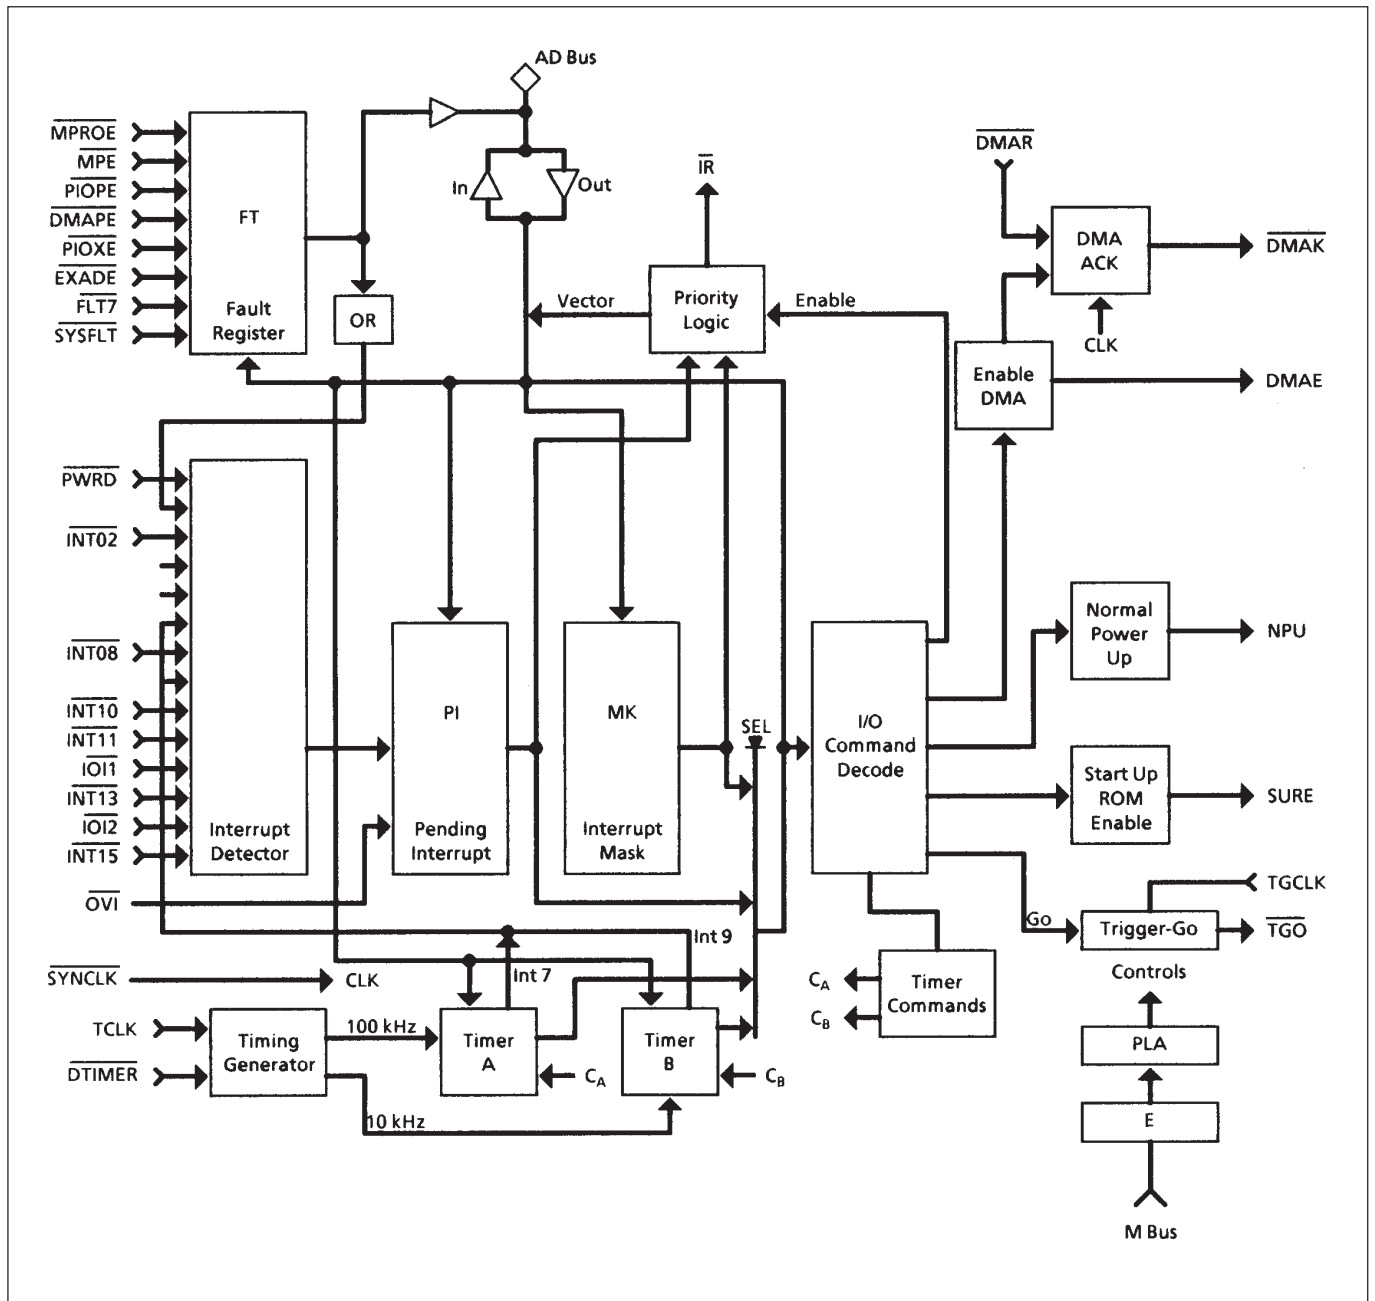 AD Bus
MPROE
MPE
PIOPE
DMAPE
PIOXE
EXADE
FLT7
SYSFLT
FT
Fault
Register
OR
In
Out
IR
Vector
Priority
Logic
Enable
DMAR
DMA
ACK
DMAK
CLK
Enable
DMA
DMAE
PWRD
INT02
INT08
INT10
INT11
IOI1
INT13
IOI2
INT15
OVI
Interrupt
Detector
PI
Pending
Interrupt
MK
Interrupt
Mask
SEL
I/O
Command
Decode
Normal
Power
Up
NPU
Start Up
ROM
Enable
SURE
TGCLK
Go
Trigger-Go
TGO
Controls
PLA
E
M Bus
Int 9
Int 7
SYNCLK
CLK
TCLK
DTIMER
Timing
Generator
100 kHz
10 kHz
Timer
A
CA
Timer
B
CB
CA
CB
Timer
Commands